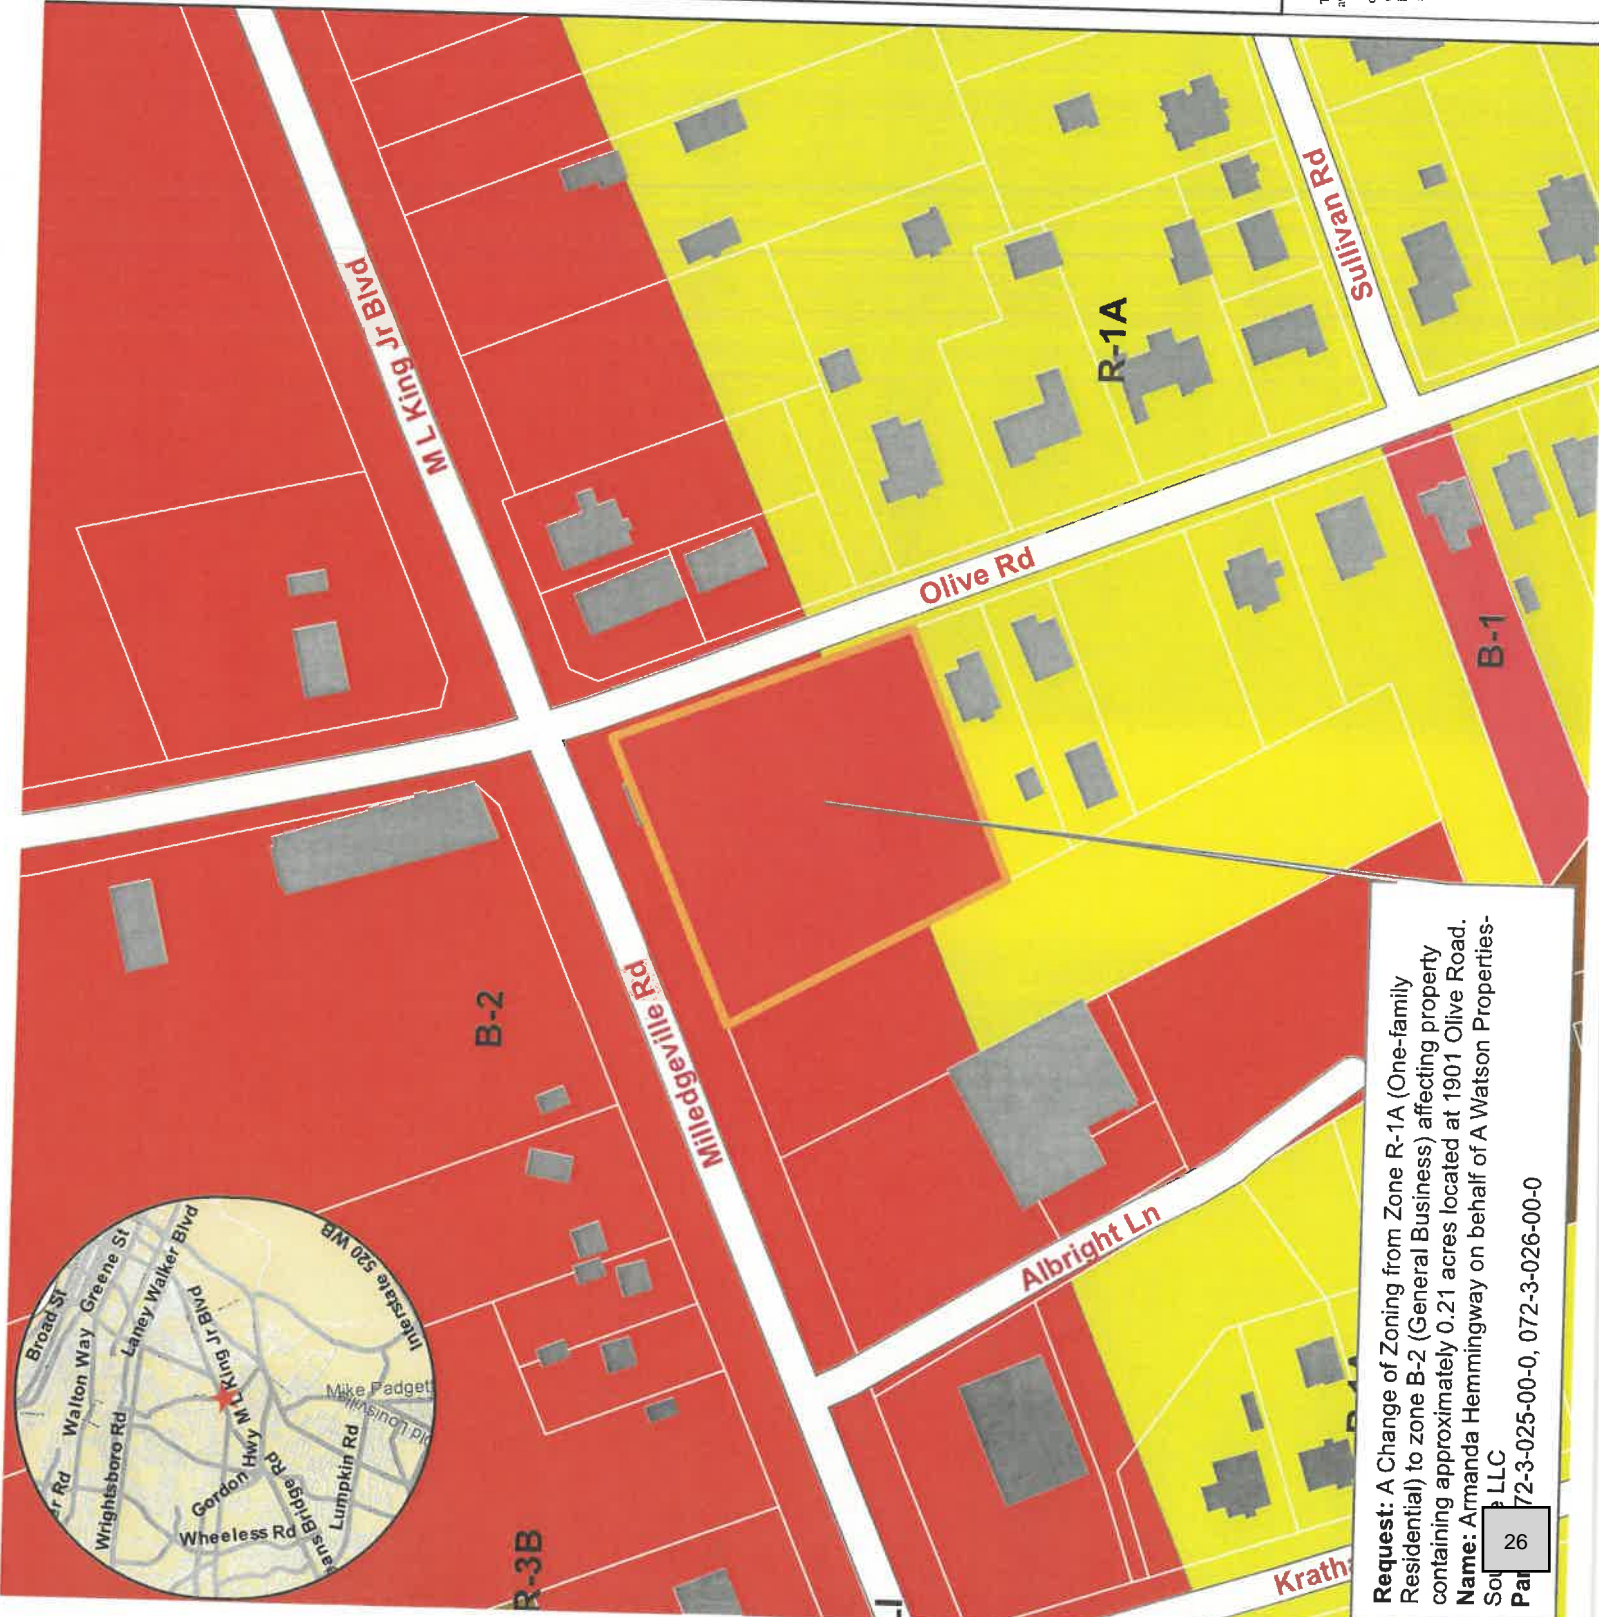 M L King Jr Blvd
Sullivan Rd
R-1A
Olive Rd
B-1
B-2
Milledgeville Rd
Albright Ln
R-3B
Broad St
Greene St
Walton Way
Laney Walker Blvd
Wrightsboro Rd
M L King Jr Blvd
Interstate 520 WB
Mike Padget
Gordon Hwy
Wheeless Rd
Lumpkin Rd
Request: A Change of Zoning from Zone R-1A (One-family
Residential) to zone B-2 (General Business) affecting property
containing approximately 0.21 acres located at 1901 Olive Road.
Name: Armanda Hemmingway on behalf of A Watson Properties-
LLC
72-3-025-00-0, 072-3-026-00-0
26